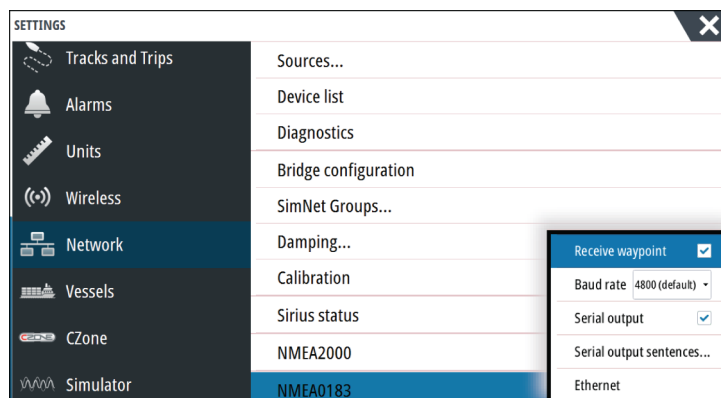 SETTINGS
Tracks and Trips
Alarms
Units
Wireless
Network
Vessels
CZONE
CZone
Simulator
Sources...
Device list
Diagnostics
Bridge configuration
SimNet Groups...
Damping...
Calibration
Sirius status
NMEA2000
NMEA0183
Receive waypoint
Baud rate 4800 (default)
Serial output
Serial output sentences...
Ethernet